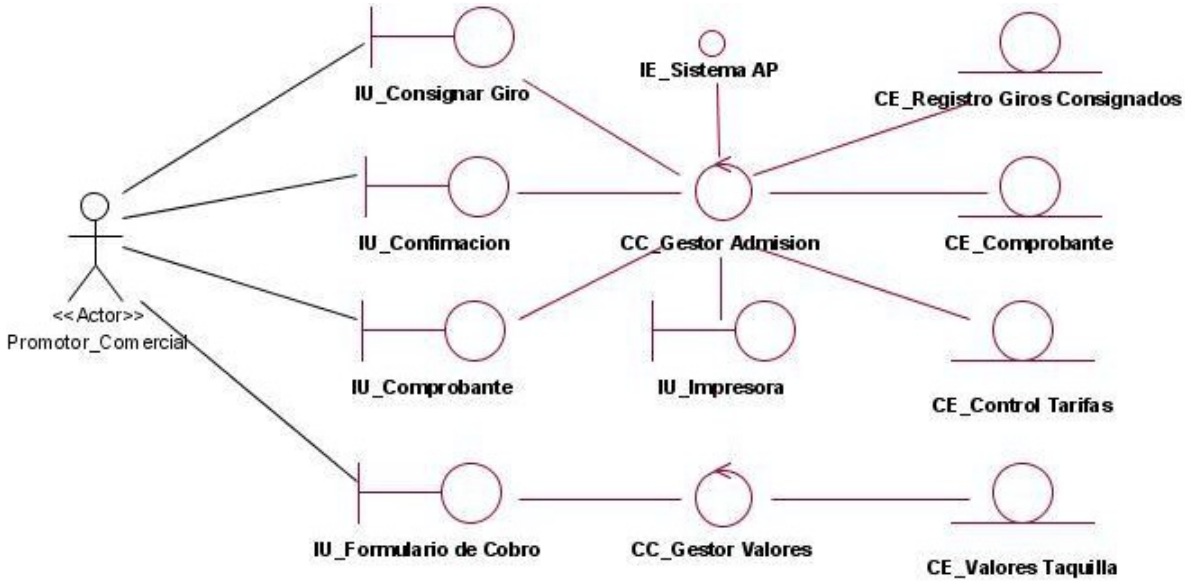 IU_Consignar Giro
IE_Sistema AP
CE_Registro Giros Consignados
IU_Confimacion
CC_Gestor Admision
CE_Comprobante
<<Actor>>
Promotor_Comercial
IU_Comprobante
IU_Impresora
CE_Control Tarifas
IU_Formulario de Cobro
CC_Gestor Valores
CE_Valores Taquilla